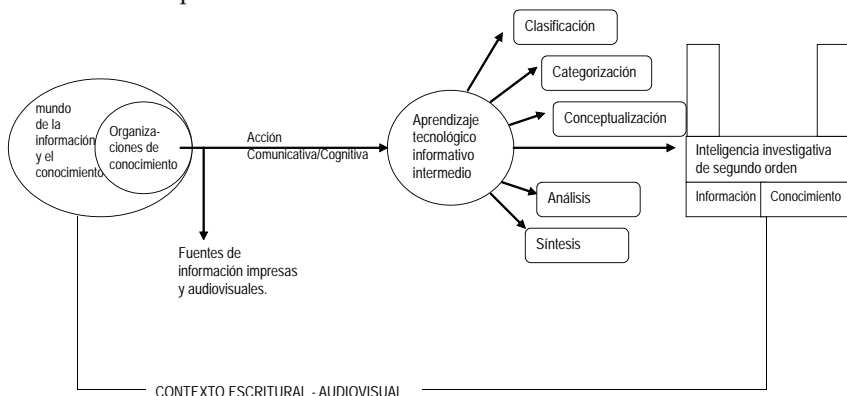 mundo
de la
información
y el
conocimiento
Organiza-
ciones de
conocimiento
Acción
Comunicativa/Cognitiva
Fuentes de
información impresas
y audiovisuales.
Aprendizaje
tecnológico
informativo
intermedio
Clasificación
Categorización
Conceptualización
Análisis
Síntesis
Inteligencia investigativa
de segundo orden
Información
Conocimiento
CONTEXTO ESCRITURAL - AUDIOVISUAL